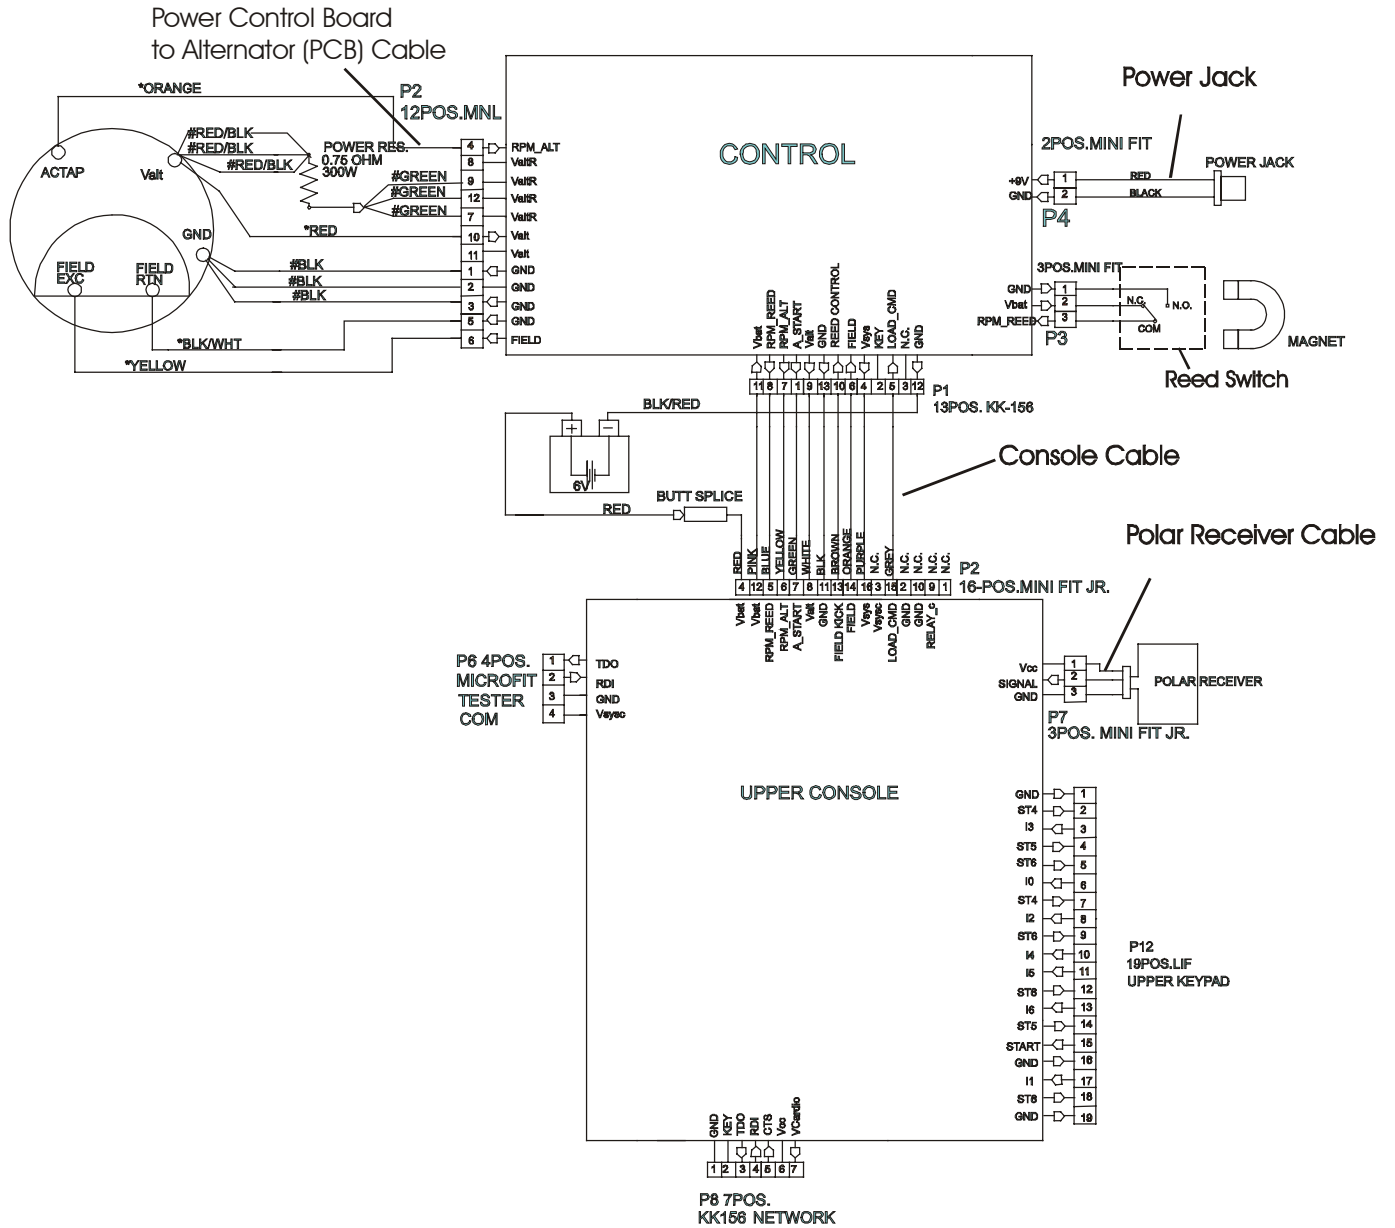 Power Control Board
to Alternator (PCB) Cable
*ORANGE
P2
12POS.MNL
#RED/BLK
#RED/BLK
#RED/BLK
POWER RES.
0.75 OHM
300W
ACTAP
Valt
#GREEN
#GREEN
#GREEN
*RED
GND
#BLK
#BLK
#BLK
FIELD
EXC
FIELD
RTN
*BLK/WHT
*YELLOW
4 RPM_ALT
8 ValtR
9 ValtR
12 ValtR
7 ValtR
10 Valt
11 Valt
1 GND
2 GND
3 GND
5 GND
6 FIELD
CONTROL
Power Jack
2POS.MINI FIT
POWER JACK
+9V 1 RED
GND 2 BLACK
P4
3POS.MINI FIT
GND 1
Vbat 2
RPM_REED 3
P3
N.C.
N.O.
COM
MAGNET
Reed Switch
Vbat
RPM_REED
RPM_ALT
A_START
Valt
GND
REED CONTROL
FIELD
Vsys
KEY
LOAD_CMD
N.C.
GND
11 8 7 1 9 13 10 6 4 2 5 3 12
P1
13POS. KK-156
BLK/RED
+ −
6V
Console Cable
BUTT SPLICE
RED
Polar Receiver Cable
RED
PINK
BLUE
YELLOW
GREEN
WHITE
BLK
BROWN
ORANGE
PURPLE
N.C.
GREY
N.C.
N.C.
N.C.
N.C.
4 12 5 6 7 8 11 13 14 16 3 15 2 10 9 1
P2
16-POS.MINI FIT JR.
Vbat
Vbat
RPM_REED
RPM_ALT
A_START
Valt
GND
FIELD KICK
FIELD
Vsys
Vsysc
LOAD_CMD
GND
GND
RELAY_c
P6 4POS.
MICROFIT
TESTER
COM
1 TDO
2 RDI
3 GND
4 Vsysc
Vcc 1
SIGNAL 2
GND 3
POLAR RECEIVER
P7
3POS. MINI FIT JR.
UPPER CONSOLE
GND 1
ST4 2
I3 3
ST5 4
ST6 5
I0 6
ST4 7
I2 8
ST6 9
I4 10
I5 11
ST8 12
I6 13
ST5 14
START 15
GND 16
I1 17
ST8 18
GND 19
P12
19POS.LIF
UPPER KEYPAD
GND
KEY
TDO
RDI
CTS
Vcc
VCardio
1 2 3 4 5 6 7
P8 7POS.
KK156 NETWORK